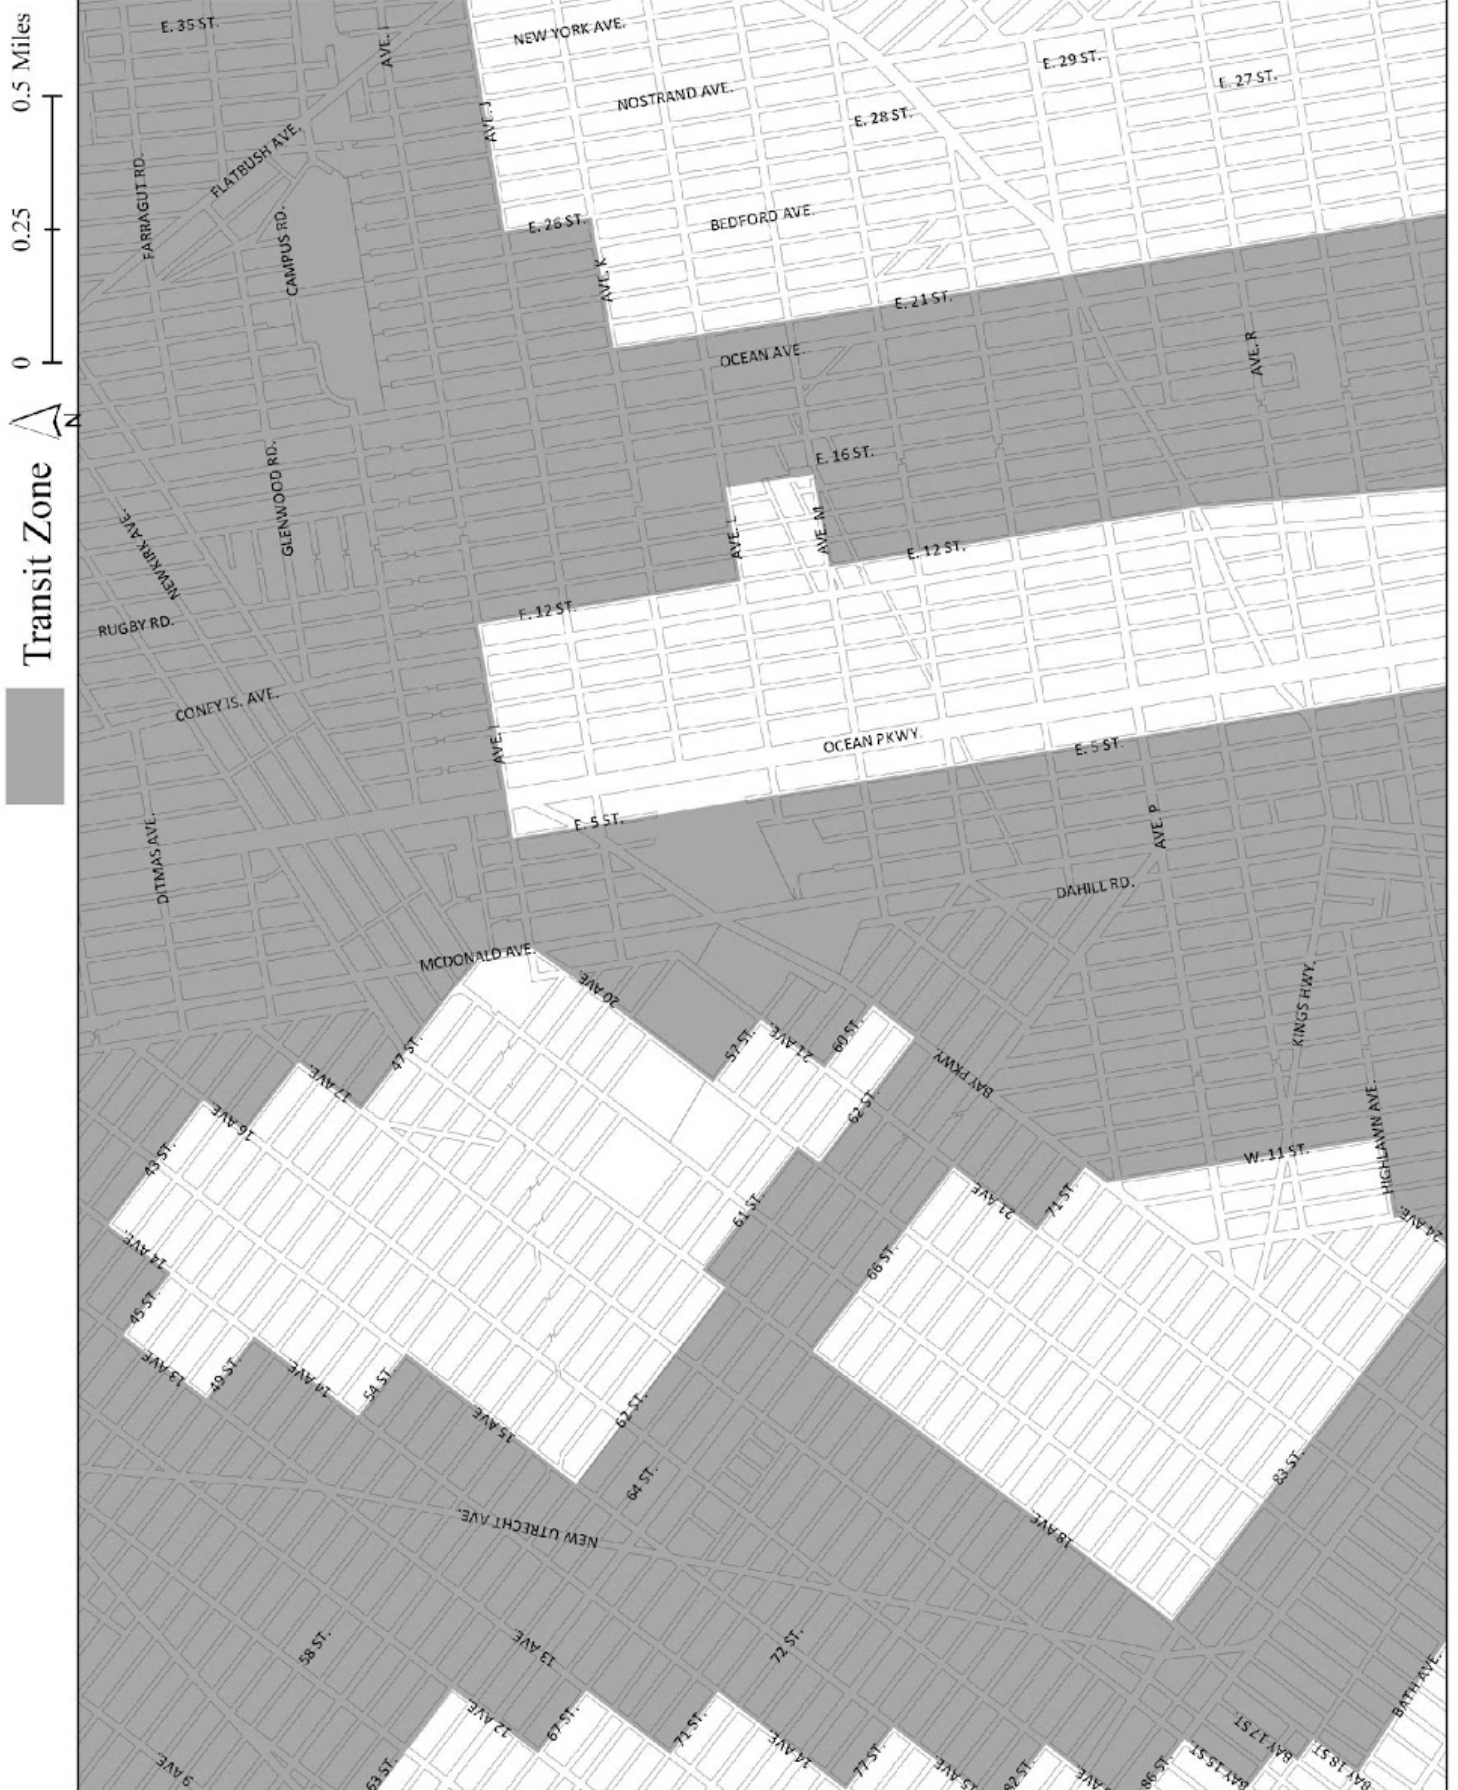 0.5 Miles
0.25
0
N
Transit Zone
E. 35 ST.
AVE. I
NEW YORK AVE.
E. 29 ST.
E. 27 ST.
NOSTRAND AVE.
E. 28 ST.
AVE. J
FLATBUSH AVE.
FARRAGUT RD.
CAMPUS RD.
E. 26 ST.
BEDFORD AVE.
AVE. K
E. 21 ST.
OCEAN AVE.
AVE. R
E. 16 ST.
GLENWOOD RD.
NEWKIRK AVE.
AVE. L
AVE. M
E. 12 ST.
E. 12 ST.
RUGBY RD.
CONEY IS. AVE.
AVE. I
OCEAN PKWY.
E. 5 ST.
E. 5 ST.
AVE. P
DITMAS AVE.
DAHILL RD.
MCDONALD AVE.
20 AVE.
KINGS HWY.
57 ST.
21 AVE.
60 ST.
47 ST.
BAY PKWY.
17 AVE.
62 ST.
16 AVE.
43 ST.
W. 11 ST.
HIGHLAWN AVE.
21 AVE.
71 ST.
61 ST.
24 AVE.
14 AVE.
66 ST.
45 ST.
13 AVE.
49 ST.
14 AVE.
54 ST.
15 AVE.
62 ST.
64 ST.
83 ST.
NEW UTRECHT AVE.
18 AVE.
58 ST.
13 AVE.
72 ST.
BATH AVE.
12 AVE.
67 ST.
71 ST.
14 AVE.
BAY 17 ST.
77 ST.
86 ST.
BAY 15 ST.
BAY 18 ST.
9 AVE.
63 ST.